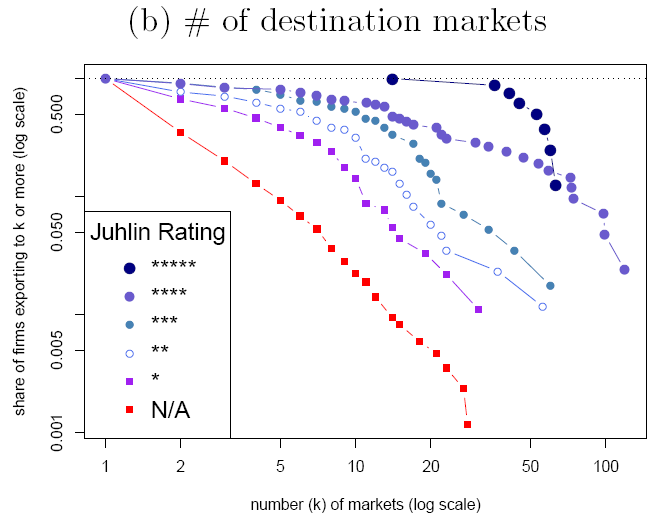 (b) # of destination markets
share of firms exporting to k or more (log scale)
0.500
0.050
0.005
0.001
Juhlin Rating
*****
****
***
**
*
N/A
1 2 5 10 20 50 100
number (k) of markets (log scale)